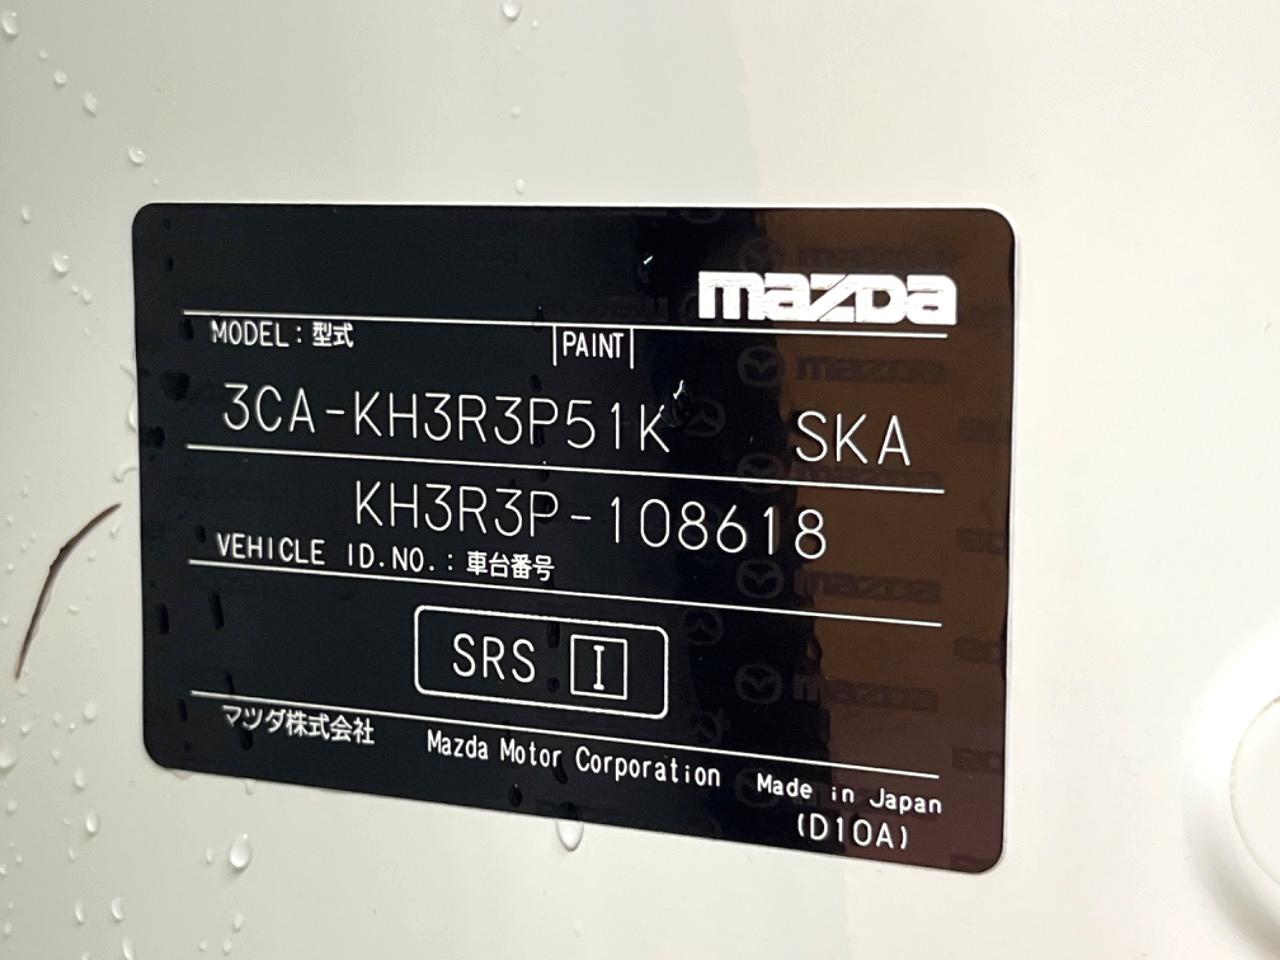 mazda
MODEL : 型式 PAINT
3CA-KH3R3P51K SKA
KH3R3P-108618
VEHICLE ID.NO. : 車台番号
SRS I
マツダ株式会社 Mazda Motor Corporation Made in Japan
(D10A)